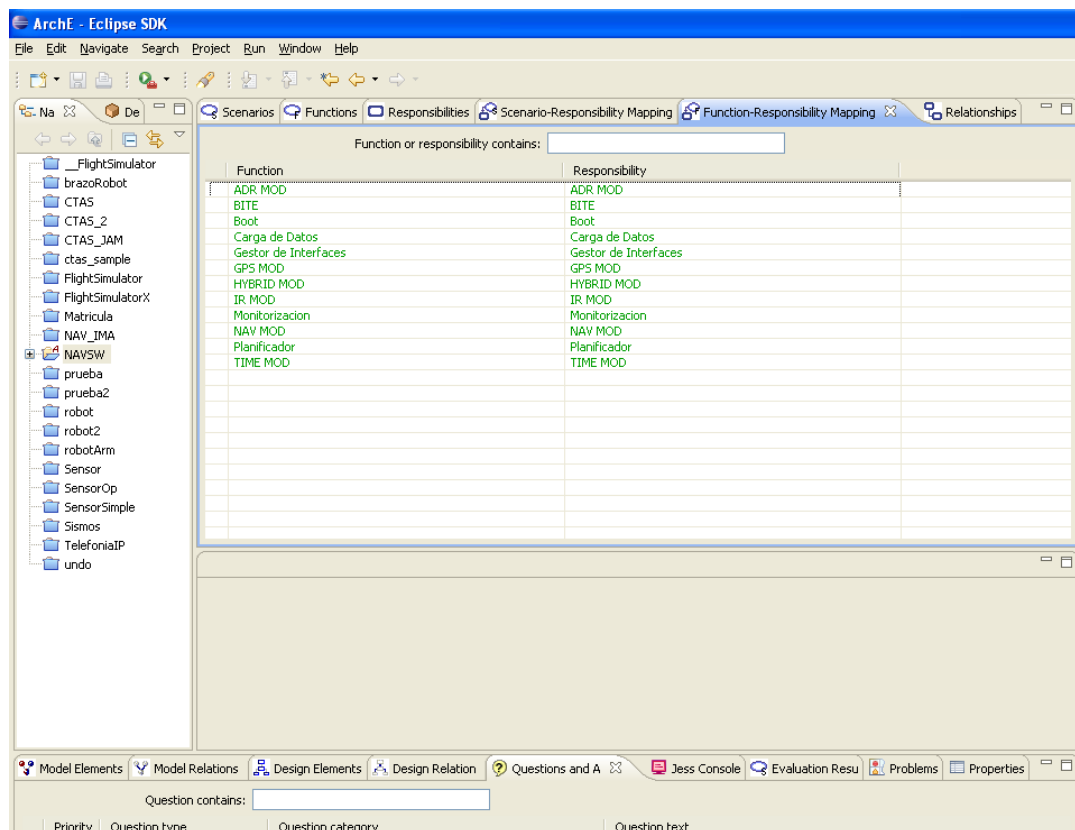 ArchE - Eclipse SDK
File Edit Navigate Search Project Run Window Help
Na De
Scenarios Functions Responsibilities Scenario-Responsibility Mapping Function-Responsibility Mapping Relationships
Function or responsibility contains:
__FlightSimulator
brazoRobot
CTAS
CTAS_2
CTAS_JAM
ctas_sample
FlightSimulator
FlightSimulatorX
Matricula
NAV_IMA
NAVSW
prueba
prueba2
robot
robot2
robotArm
Sensor
SensorOp
SensorSimple
Sismos
TelefoniaIP
undo
Function Responsibility
ADR MOD ADR MOD
BITE BITE
Boot Boot
Carga de Datos Carga de Datos
Gestor de Interfaces Gestor de Interfaces
GPS MOD GPS MOD
HYBRID MOD HYBRID MOD
IR MOD IR MOD
Monitorizacion Monitorizacion
NAV MOD NAV MOD
Planificador Planificador
TIME MOD TIME MOD
Model Elements Model Relations Design Elements Design Relation Questions and A Jess Console Evaluation Resu Problems Properties
Question contains:
Priority Question type Question category Question text